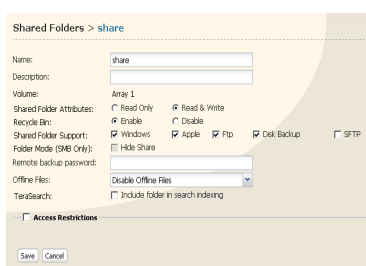 Shared Folders > share
Name: share
Description:
Volume: Array 1
Shared Folder Attributes: Read Only Read & Write
Recycle Bin: Enable Disable
Shared Folder Support: Windows Apple Ftp Disk Backup SFTP
Folder Mode (SMB Only): Hide Share
Remote backup password:
Offline Files: Disable Offline Files
TeraSearch: Include folder in search indexing
Access Restrictions
Save Cancel